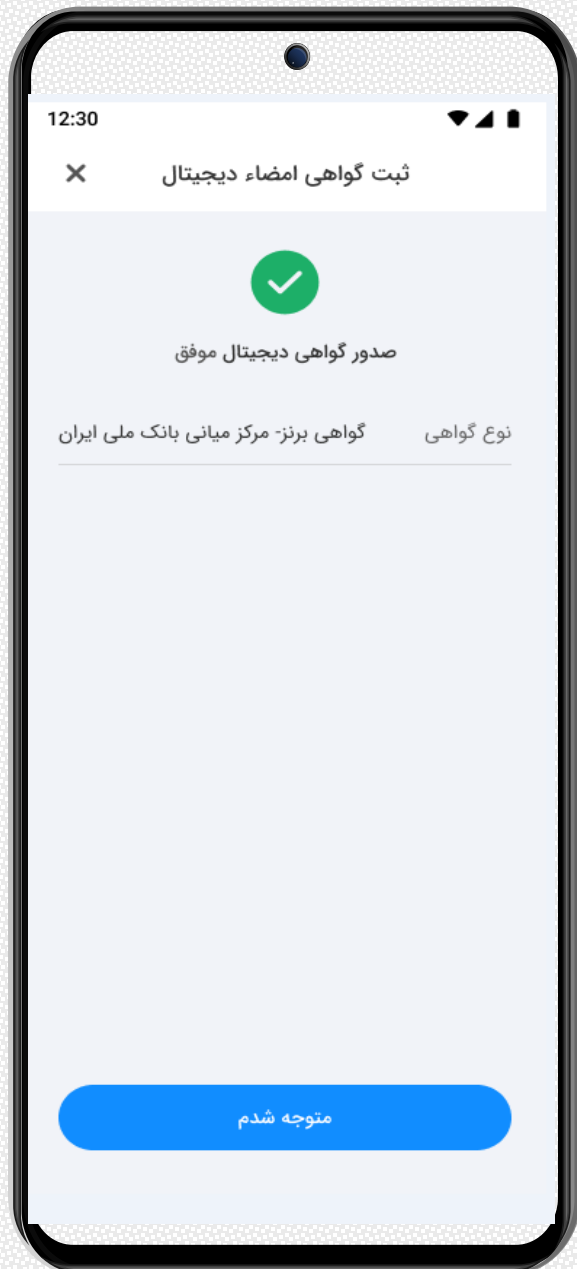 12:30
ثبت گواهی امضاء دیجیتال
صدور گواهی دیجیتال موفق
نوع گواهی گواهی برنز- مرکز میانی بانک ملی ایران
متوجه شدم